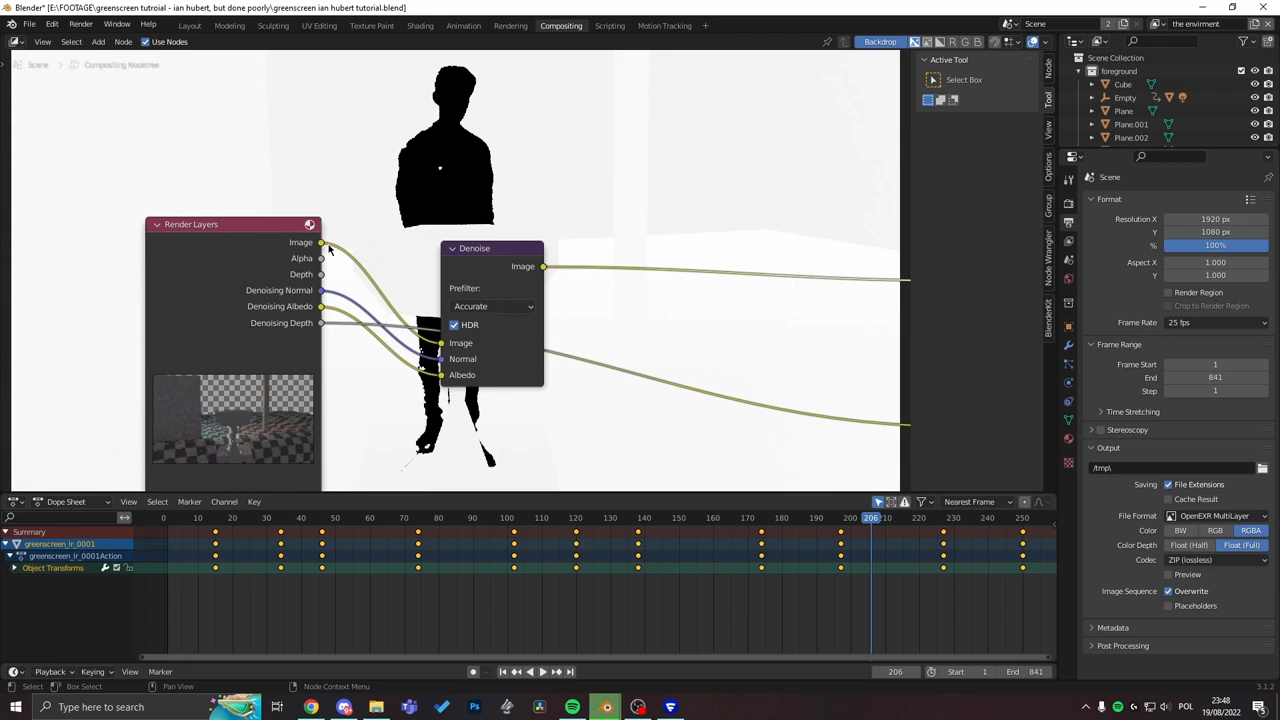 Blender* [E:\FOOTAGE\greenscreen tutroial - ian hubert, but done poorly\greenscreen ian hubert tutorial.blend]
File Edit Render Window Help Layout Modeling Sculpting UV Editing Texture Paint Shading Animation Rendering Compositing Scripting Motion Tracking + Scene 2 the envirment
View Select Add Node Use Nodes Backdrop R G B
Scene Compositing Nodetree
Active Tool
Select Box
Node
Tool
View
Options
Group
Node Wrangler
BlenderKit
Scene Collection
foreground
Cube
Empty
Plane
Plane.001
Plane.002
Scene
Format
Resolution X 1920 px
Y 1080 px
% 100%
Aspect X 1.000
Y 1.000
Render Region
Crop to Render Region
Frame Rate 25 fps
Frame Range
Frame Start 1
End 841
Step 1
Time Stretching
Stereoscopy
Output
/tmp\
Saving File Extensions
Cache Result
File Format OpenEXR MultiLayer
Color BW RGB RGBA
Color Depth Float (Half) Float (Full)
Codec ZIP (lossless)
Preview
Image Sequence Overwrite
Placeholders
Metadata
Post Processing
Render Layers
Image
Alpha
Depth
Denoising Normal
Denoising Albedo
Denoising Depth
Denoise
Image
Prefilter:
Accurate
HDR
Image
Normal
Albedo
Dope Sheet View Select Marker Channel Key Nearest Frame
0 10 20 30 40 50 60 70 80 90 100 110 120 130 140 150 160 170 180 190 200 206 220 230 240 250
Summary
greenscreen_lr_0001
greenscreen_lr_0001Action
Object Transforms
Playback Keying View Marker 206 Start 1 End 841
Select Box Select Pan View Node Context Menu 3.1.2
Type here to search Ps POL 23:48
19/08/2022